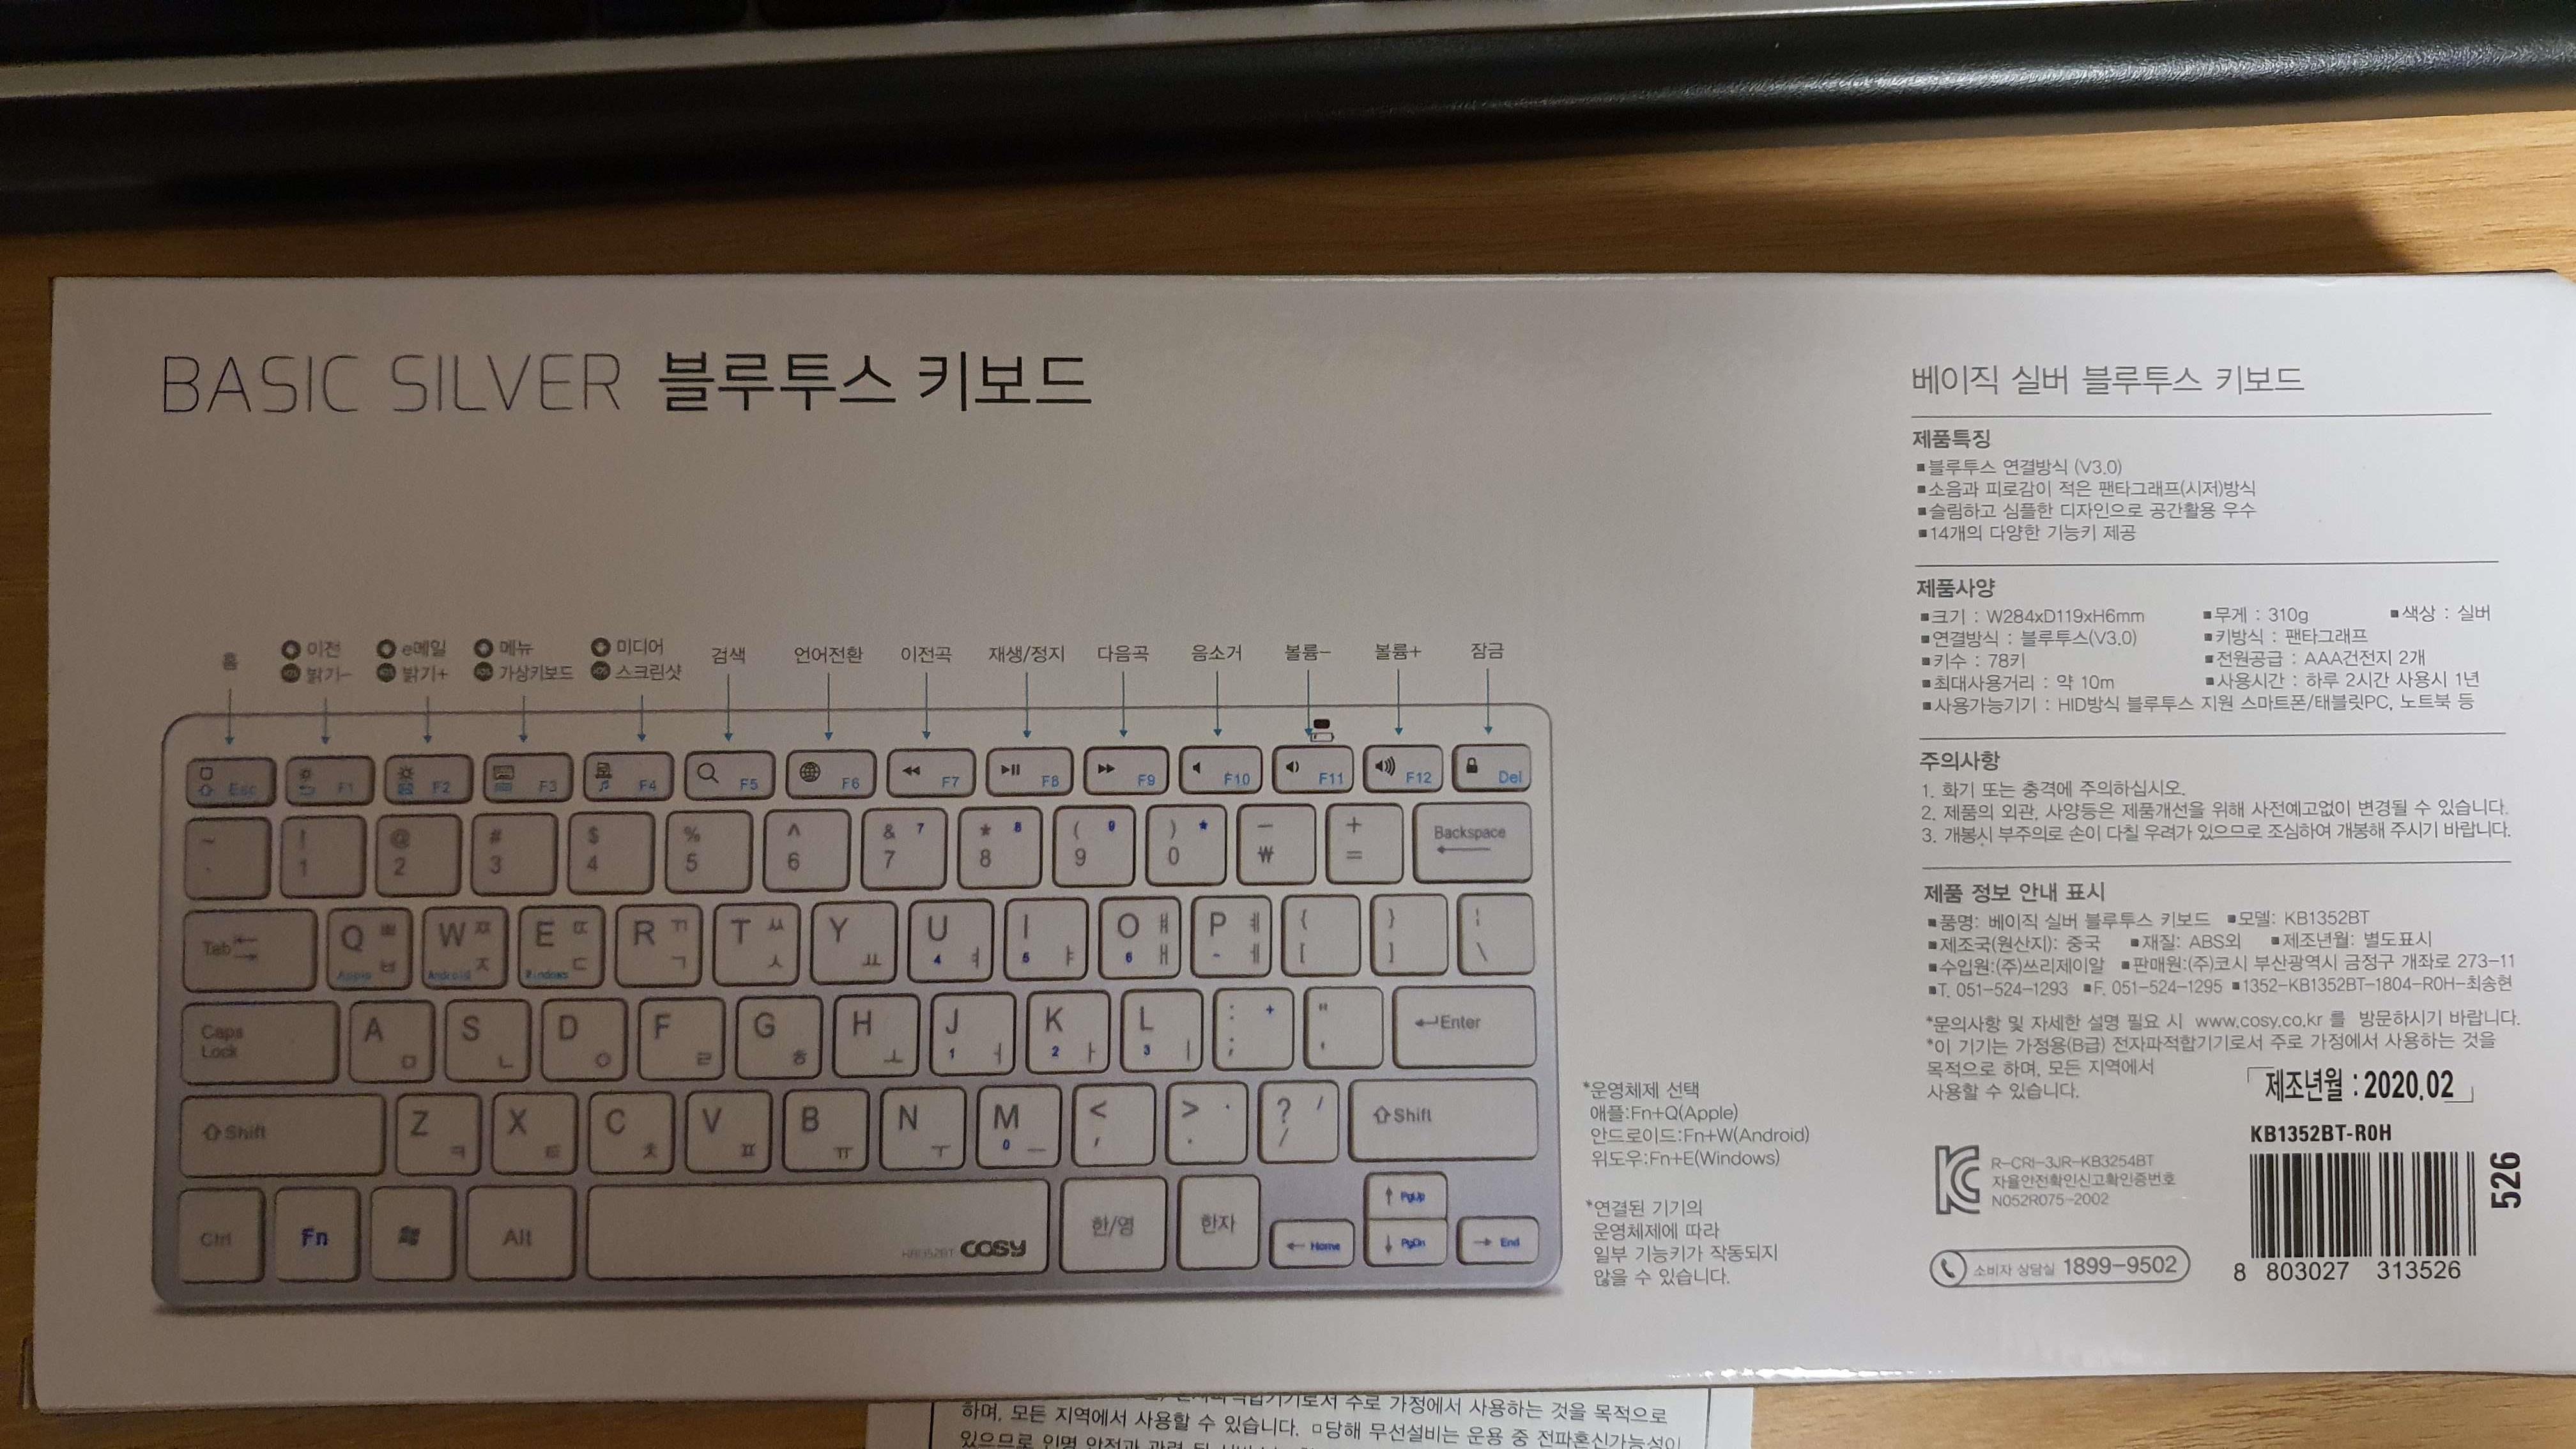 BASIC SILVER 블루투스 키보드
홈
이전
밝기-
e메일
밝기+
메뉴
가상키보드
미디어
스크린샷
검색
언어전환
이전곡
재생/정지
다음곡
음소거
볼륨-
볼륨+
잠금
Esc F1 F2 F3 F4 F5 F6 F7 F8 F9 F10 F11 F12 Del
~ ! @ # $ % ^ & 7 * 8 ( 9 ) * — + Backspace
1 2 3 4 5 6 7 8 9 0 ₩ =
Tab Q ㅃ W ㅉ E ㄸ R ㄲ T ㅆ Y U I O ㅒ P ㅖ { } ¦
Apple ㅂ Android ㅈ Windows ㄷ ㄱ ㅅ ㅛ 4 ㅕ 5 ㅑ 6 ㅐ - ㅔ [ ] \
Caps Lock A ㅁ S ㄴ D ㅇ F ㄹ G ㅎ H ㅗ J 1 ㅓ K 2 ㅏ L 3 ㅣ : + ; " ' Enter
Shift Z ㅋ X ㅌ C ㅊ V ㅍ B ㅠ N ㅜ M 0 ㅡ < , > . . ? / / Shift
Ctrl Fn Alt KB1352BT COSY 한/영 한자 Home PgUp PgDn End
*운영체제 선택
애플:Fn+Q(Apple)
안드로이드:Fn+W(Android)
위도우:Fn+E(Windows)
*연결된 기기의
운영체제에 따라
일부 기능키가 작동되지
않을 수 있습니다.
베이직 실버 블루투스 키보드
제품특징
■블루투스 연결방식 (V3.0)
■소음과 피로감이 적은 팬타그래프(시저)방식
■슬림하고 심플한 디자인으로 공간활용 우수
■14개의 다양한 기능키 제공
제품사양
■크기 : W284xD119xH6mm ■무게 : 310g ■색상 : 실버
■연결방식 : 블루투스(V3.0) ■키방식 : 팬타그래프
■키수 : 78키 ■전원공급 : AAA건전지 2개
■최대사용거리 : 약 10m ■사용시간 : 하루 2시간 사용시 1년
■사용가능기기 : HID방식 블루투스 지원 스마트폰/태블릿PC, 노트북 등
주의사항
1. 화기 또는 충격에 주의하십시오.
2. 제품의 외관, 사양등은 제품개선을 위해 사전예고없이 변경될 수 있습니다.
3. 개봉시 부주의로 손이 다칠 우려가 있으므로 조심하여 개봉해 주시기 바랍니다.
제품 정보 안내 표시
■품명: 베이직 실버 블루투스 키보드 ■모델: KB1352BT
■제조국(원산지): 중국 ■재질: ABS외 ■제조년월: 별도표시
■수입원:(주)쓰리제이알 ■판매원:(주)코시 부산광역시 금정구 개좌로 273-11
■T. 051-524-1293 ■F. 051-524-1295 ■1352-KB1352BT-1804-R0H-최송현
*문의사항 및 자세한 설명 필요 시 www.cosy.co.kr 를 방문하시기 바랍니다.
*이 기기는 가정용(B급) 전자파적합기기로서 주로 가정에서 사용하는 것을
목적으로 하며, 모든 지역에서
사용할 수 있습니다.
제조년월 : 2020.02
KB1352BT-R0H
R-CRI-3JR-KB3254BT
자율안전확인신고확인증번호
N052R075-2002
소비자 상담실 1899-9502
8 803027 313526
526
기기로서 주로 가정에서 사용하는 것을 목적으로
하며, 모든 지역에서 사용할 수 있습니다. □당해 무선설비는 운용 중 전파혼신가능성이
있으므로 인명 안전과 관련